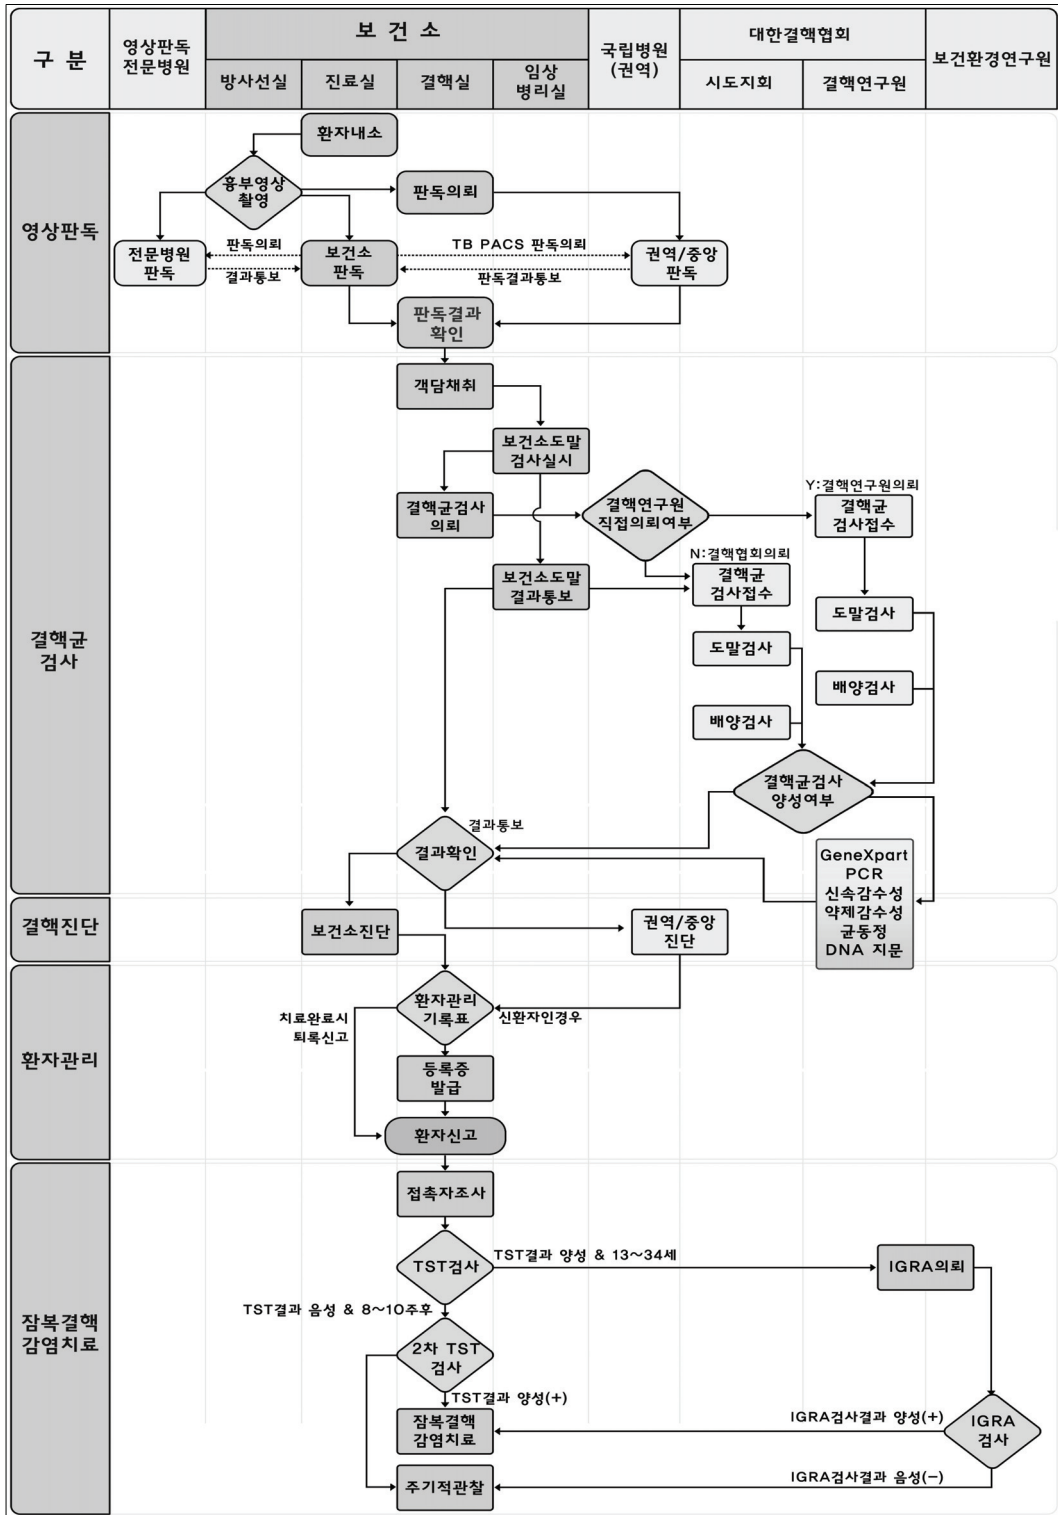 구 분
영상판독
전문병원
보 건 소
방사선실
진료실
결핵실
임상
병리실
국립병원
(권역)
대한결핵협회
시도지회
결핵연구원
보건환경연구원
영상판독
환자내소
흉부영상
촬영
판독의뢰
전문병원
판독
판독의뢰
결과통보
보건소
판독
TB PACS 판독의뢰
판독결과통보
권역/중앙
판독
판독결과
확인
결핵균
검사
객담채취
보건소도말
검사실시
결핵균검사
의뢰
결핵연구원
직접의뢰여부
Y:결핵연구원의뢰
결핵균
검사접수
N:결핵협회의뢰
결핵균
검사접수
보건소도말
결과통보
도말검사
도말검사
배양검사
배양검사
결핵균검사
양성여부
결과통보
결과확인
GeneXpart
PCR
신속감수성
약제감수성
균동정
DNA 지문
결핵진단
보건소진단
권역/중앙
진단
환자관리
환자관리
기록표
신환자인경우
치료완료시
퇴록신고
등록증
발급
환자신고
잠복결핵
감염치료
접촉자조사
TST검사
TST결과 양성 & 13~34세
IGRA의뢰
TST결과 음성 & 8~10주후
2차 TST
검사
TST결과 양성(+)
잠복결핵
감염치료
IGRA검사결과 양성(+)
IGRA
검사
주기적관찰
IGRA검사결과 음성(-)